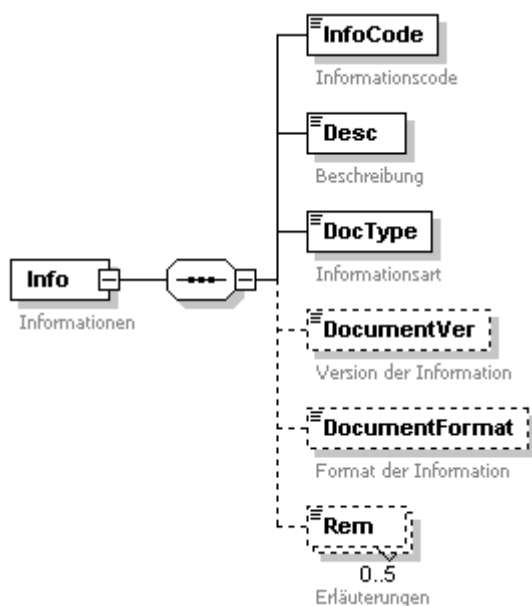 InfoCode
Informationscode
Desc
Beschreibung
DocType
Informationsart
Info
Informationen
DocumentVer
Version der Information
DocumentFormat
Format der Information
Rem
0..5
Erläuterungen